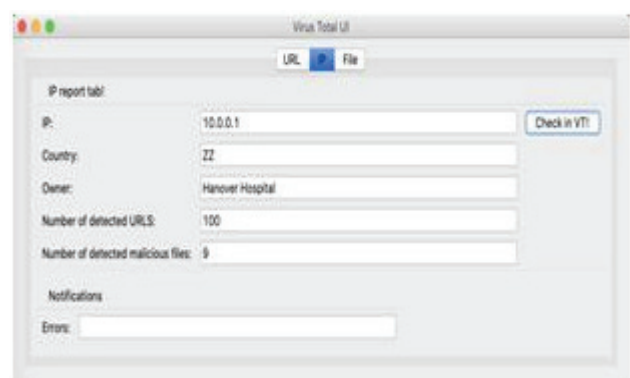 Virus Total UI
URL IP File
IP report tab!
IP: 10.0.0.1 Check in VT!
Country: ZZ
Owner: Hanover Hospital
Number of detected URLS: 100
Number of detected malicious files: 9
Notifications
Errors: